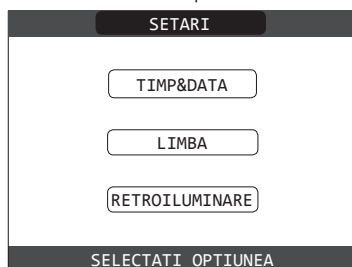 SETARI
TIMP&DATA
LIMBA
RETROILUMINARE
SELECTATI OPTIUNEA